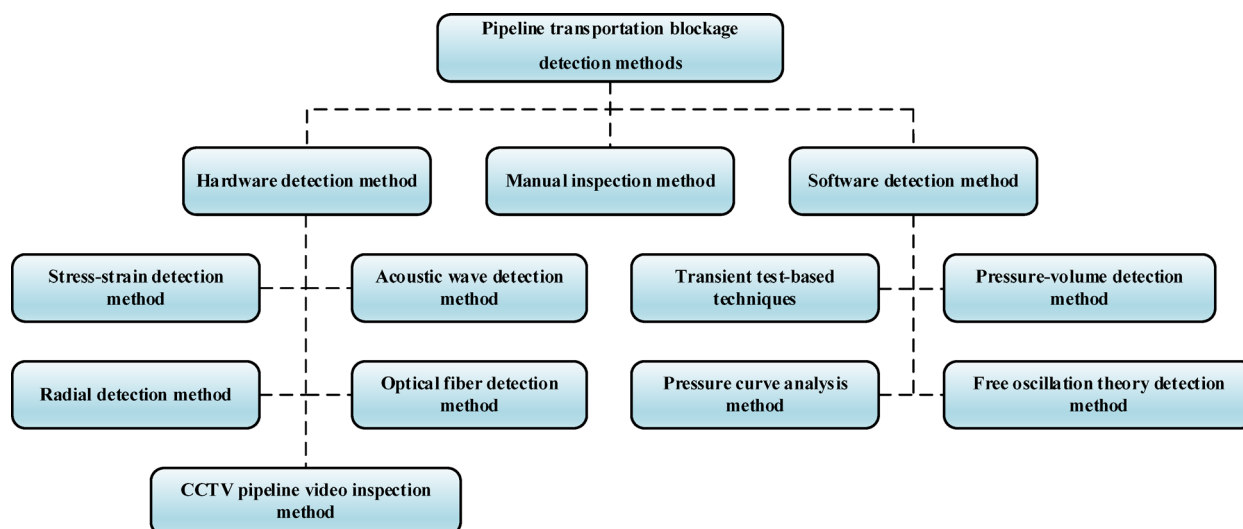 Pipeline transportation blockage
detection methods
Hardware detection method
Manual inspection method
Software detection method
Stress-strain detection
method
Acoustic wave detection
method
Transient test-based
techniques
Pressure-volume detection
method
Radial detection method
Optical fiber detection
method
Pressure curve analysis
method
Free oscillation theory detection
method
CCTV pipeline video inspection
method